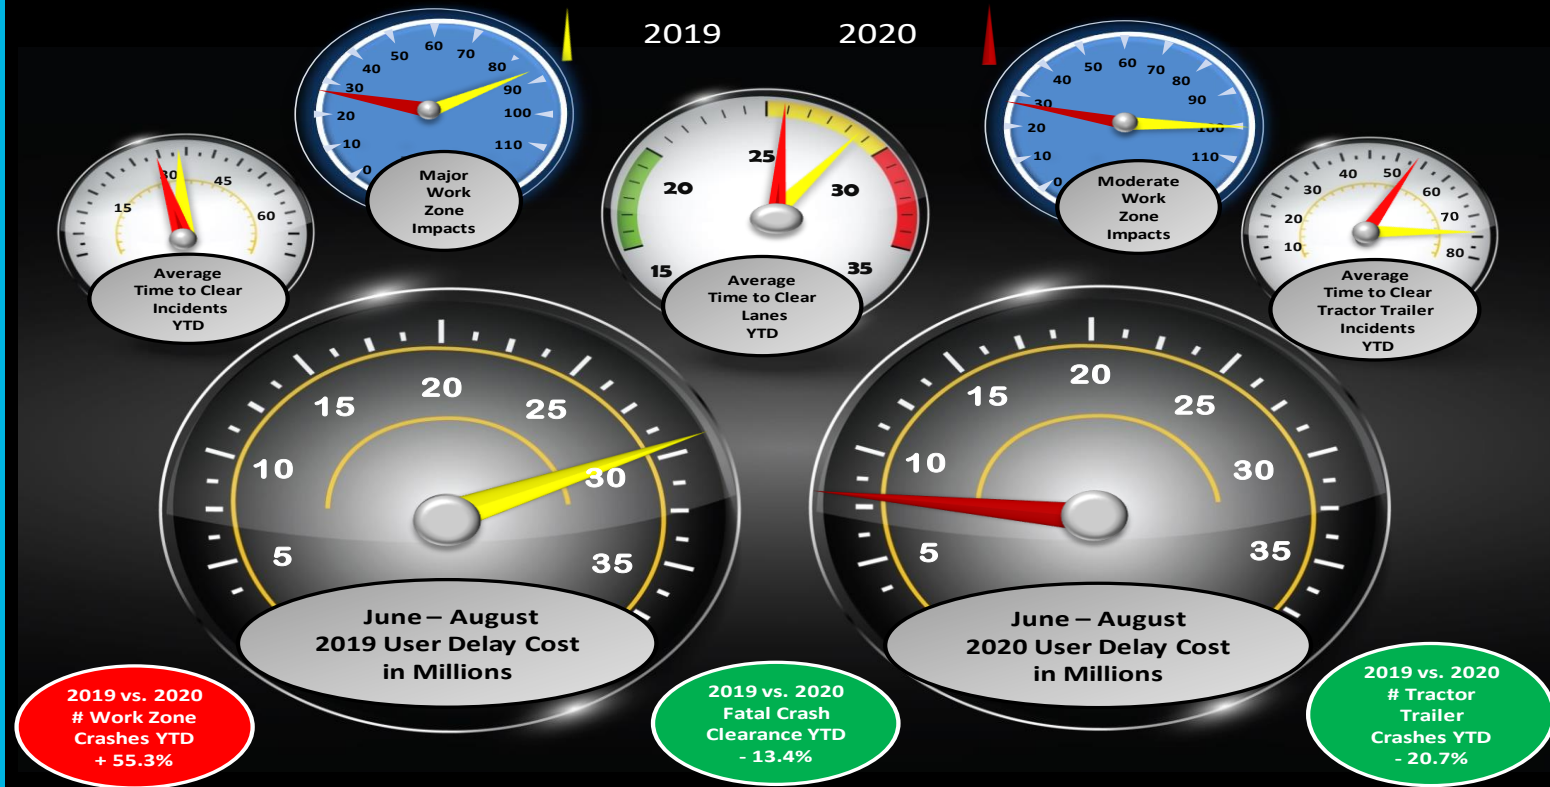 2019
2020
0
10
20
30
40
50
60
70
80
90
100
110
Major
Work
Zone
Impacts
0
10
20
30
40
50
60
70
80
90
100
110
Moderate
Work
Zone
Impacts
15
30
45
60
Average
Time to Clear
Incidents
YTD
15
20
25
30
35
Average
Time to Clear
Lanes
YTD
10
20
30
40
50
60
70
80
Average
Time to Clear
Tractor Trailer
Incidents
YTD
5
10
15
20
25
30
35
June – August
2019 User Delay Cost
in Millions
5
10
15
20
25
30
35
June – August
2020 User Delay Cost
in Millions
2019 vs. 2020
# Work Zone
Crashes YTD
+ 55.3%
2019 vs. 2020
Fatal Crash
Clearance YTD
- 13.4%
2019 vs. 2020
# Tractor
Trailer
Crashes YTD
- 20.7%